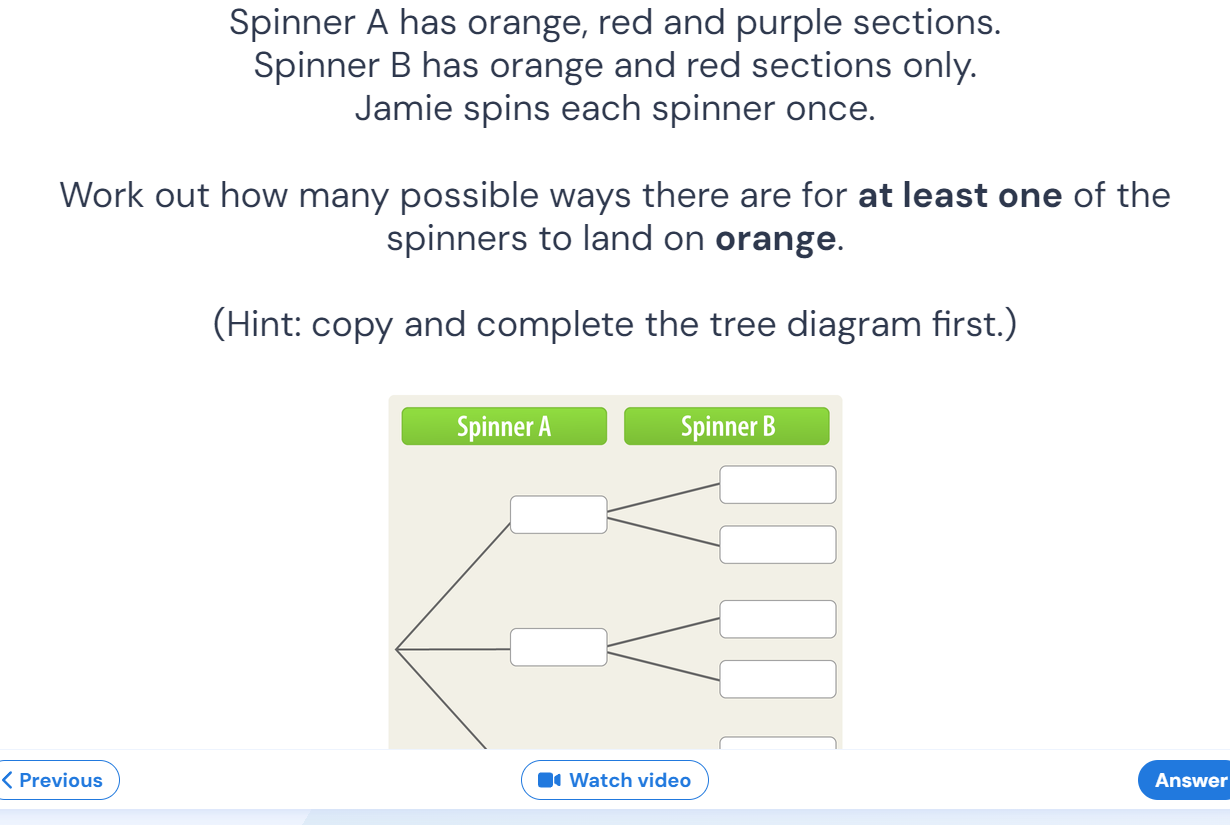 Spinner A has orange, red and purple sections.
Spinner B has orange and red sections only.
Jamie spins each spinner once.
Work out how many possible ways there are for at least one of the
spinners to land on orange.
(Hint: copy and complete the tree diagram first.)
Spinner A
Spinner B
Previous
Watch video
Answer